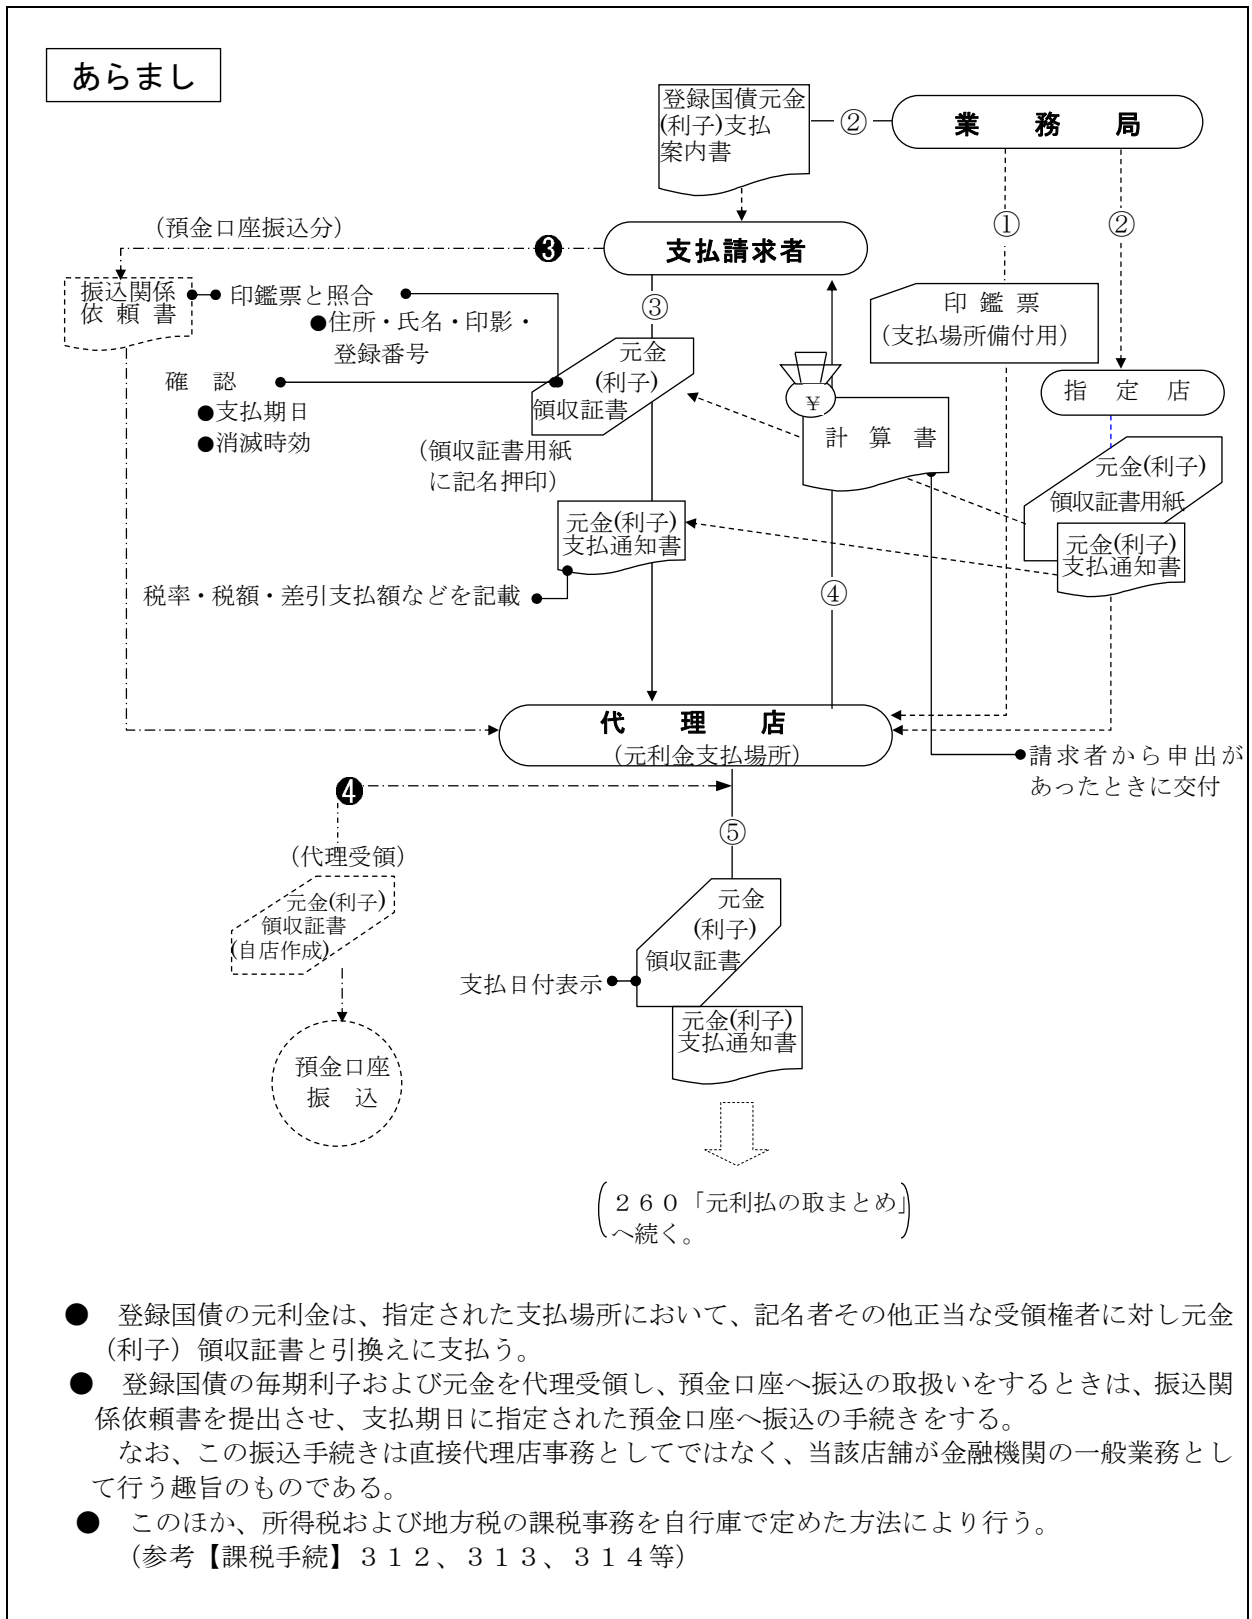 あらまし
登録国債元金
(利子)支払
案内書
②
業　務　局
(預金口座振込分)
❸
支払請求者
①
②
振込関係
依 頼 書
印鑑票と照合
●住所・氏名・印影・
登録番号
③
印 鑑 票
(支払場所備付用)
元金
(利子)
領収証書
確　認
●支払期日
●消滅時効
¥
計 算 書
指 定 店
(領収証書用紙
に記名押印)
元金(利子)
領収証書用紙
元金(利子)
支払通知書
元金(利子)
支払通知書
税率・税額・差引支払額などを記載
④
代　理　店
(元利金支払場所)
請求者から申出が
あったときに交付
❹
⑤
(代理受領)
元金(利子)
領収証書
(自店作成)
元金
(利子)
領収証書
支払日付表示
元金(利子)
支払通知書
預金口座
振　込
２６０「元利払の取まとめ」
へ続く。
●　登録国債の元利金は、指定された支払場所において、記名者その他正当な受領権者に対し元金
（利子）領収証書と引換えに支払う。
●　登録国債の毎期利子および元金を代理受領し、預金口座へ振込の取扱いをするときは、振込関
係依頼書を提出させ、支払期日に指定された預金口座へ振込の手続きをする。
なお、この振込手続きは直接代理店事務としてではなく、当該店舗が金融機関の一般業務とし
て行う趣旨のものである。
●　このほか、所得税および地方税の課税事務を自行庫で定めた方法により行う。
（参考【課税手続】３１２、３１３、３１４等）